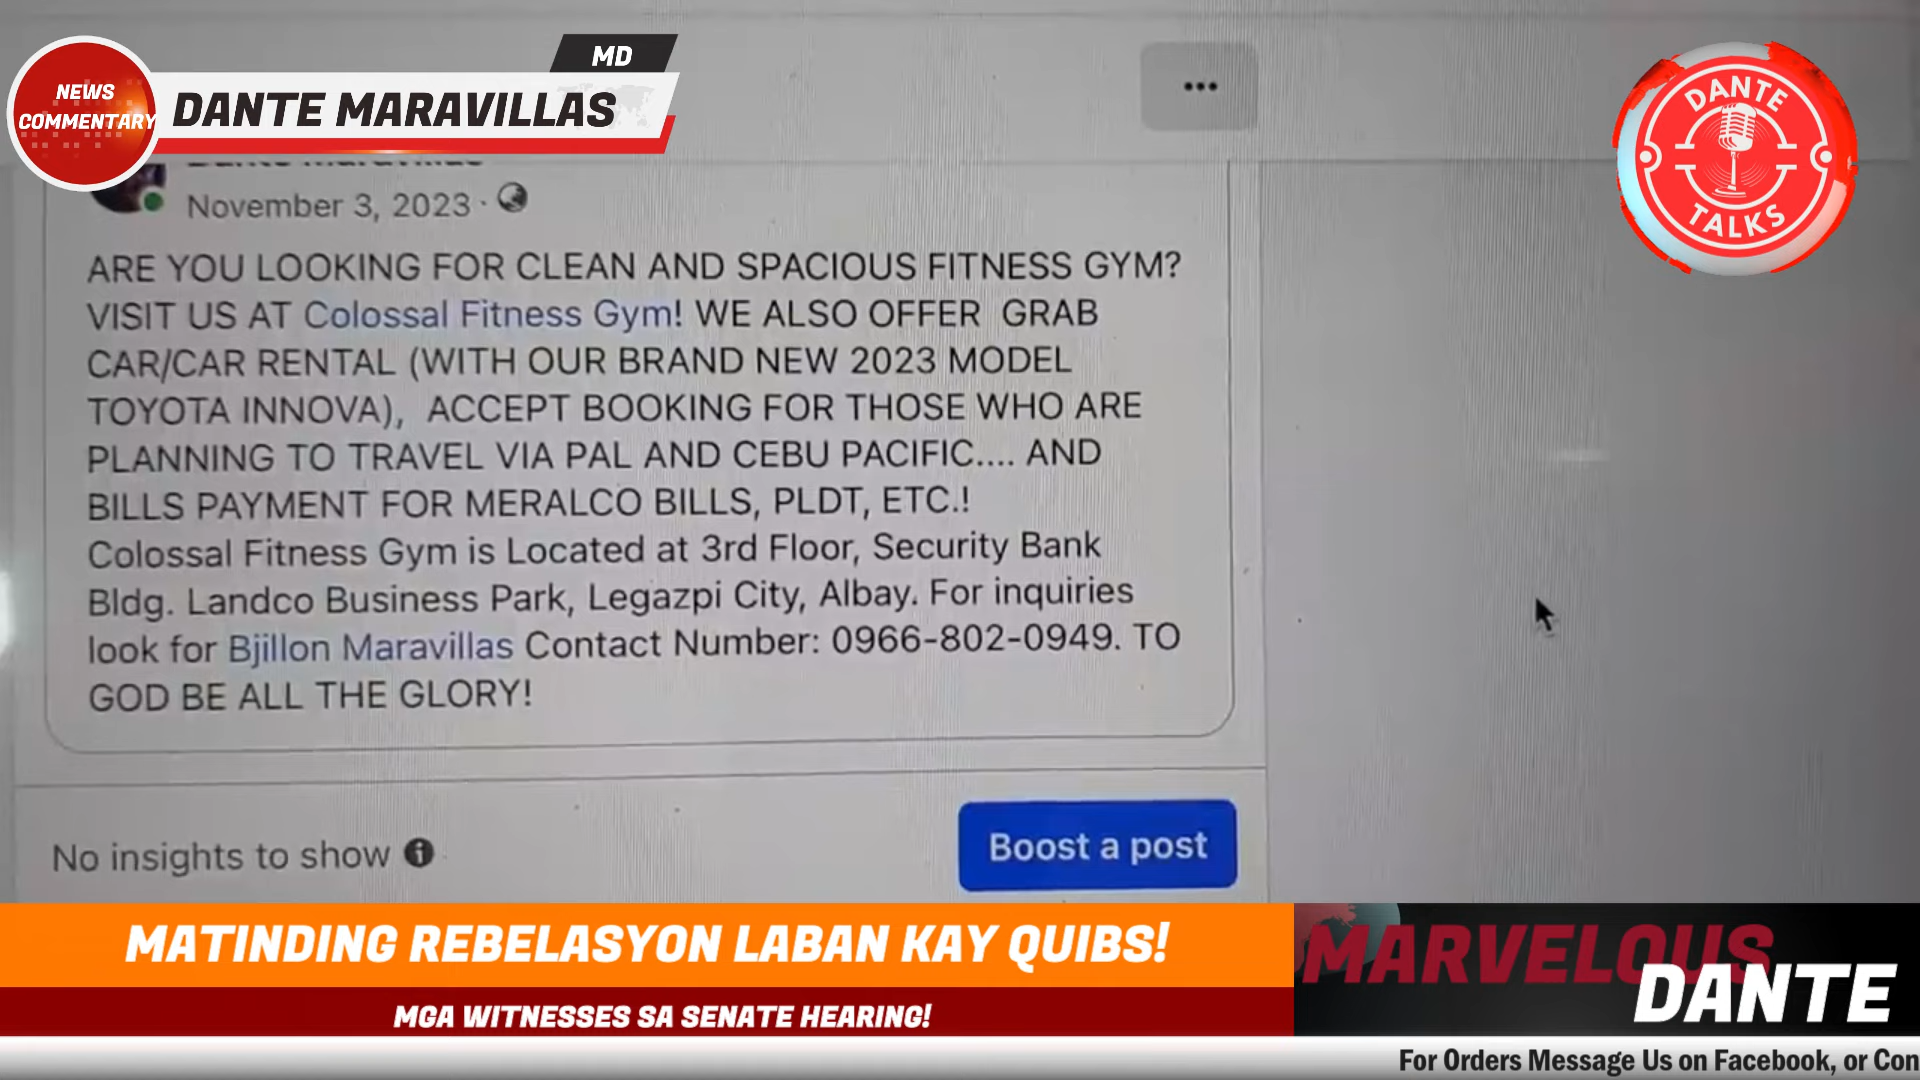 MD
NEWS
COMMENTARY
DANTE MARAVILLAS
DANTE
TALKS
Dante Maravillas
November 3, 2023 ·
ARE YOU LOOKING FOR CLEAN AND SPACIOUS FITNESS GYM?
VISIT US AT Colossal Fitness Gym! WE ALSO OFFER GRAB
CAR/CAR RENTAL (WITH OUR BRAND NEW 2023 MODEL
TOYOTA INNOVA), ACCEPT BOOKING FOR THOSE WHO ARE
PLANNING TO TRAVEL VIA PAL AND CEBU PACIFIC.... AND
BILLS PAYMENT FOR MERALCO BILLS, PLDT, ETC.!
Colossal Fitness Gym is Located at 3rd Floor, Security Bank
Bldg. Landco Business Park, Legazpi City, Albay. For inquiries
look for Bjillon Maravillas Contact Number: 0966-802-0949. TO
GOD BE ALL THE GLORY!
No insights to show
Boost a post
MATINDING REBELASYON LABAN KAY QUIBS!
MGA WITNESSES SA SENATE HEARING!
MARVELOUS
DANTE
For Orders Message Us on Facebook, or Con